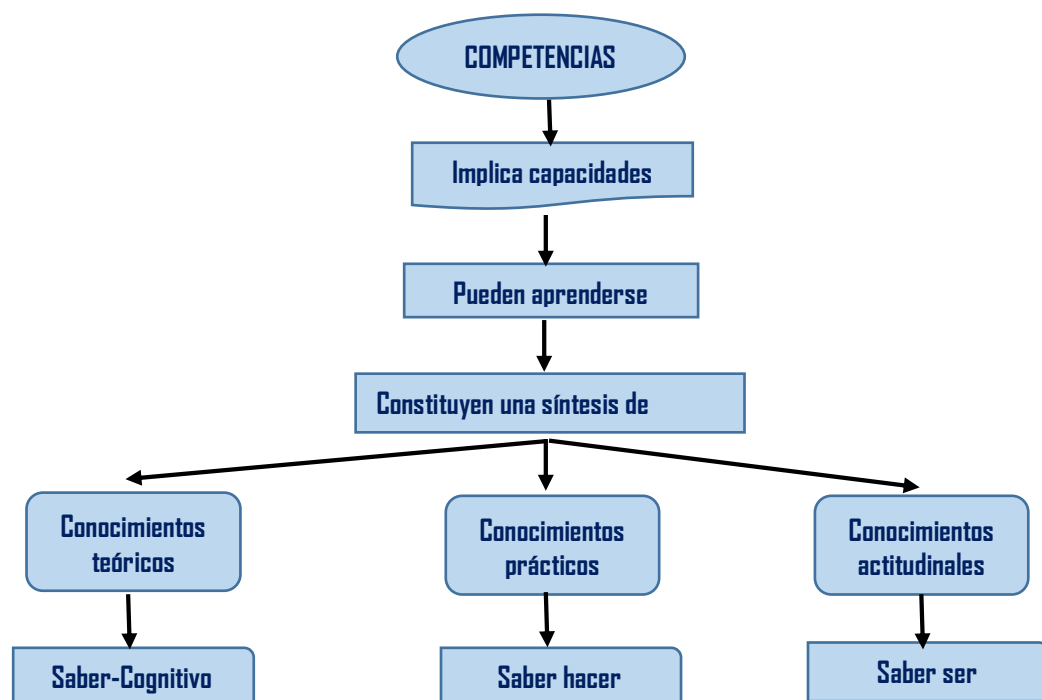 COMPETENCIAS
Implica capacidades
Pueden aprenderse
Constituyen una síntesis de
Conocimientos
teóricos
Conocimientos
prácticos
Conocimientos
actitudinales
Saber-Cognitivo
Saber hacer
Saber ser